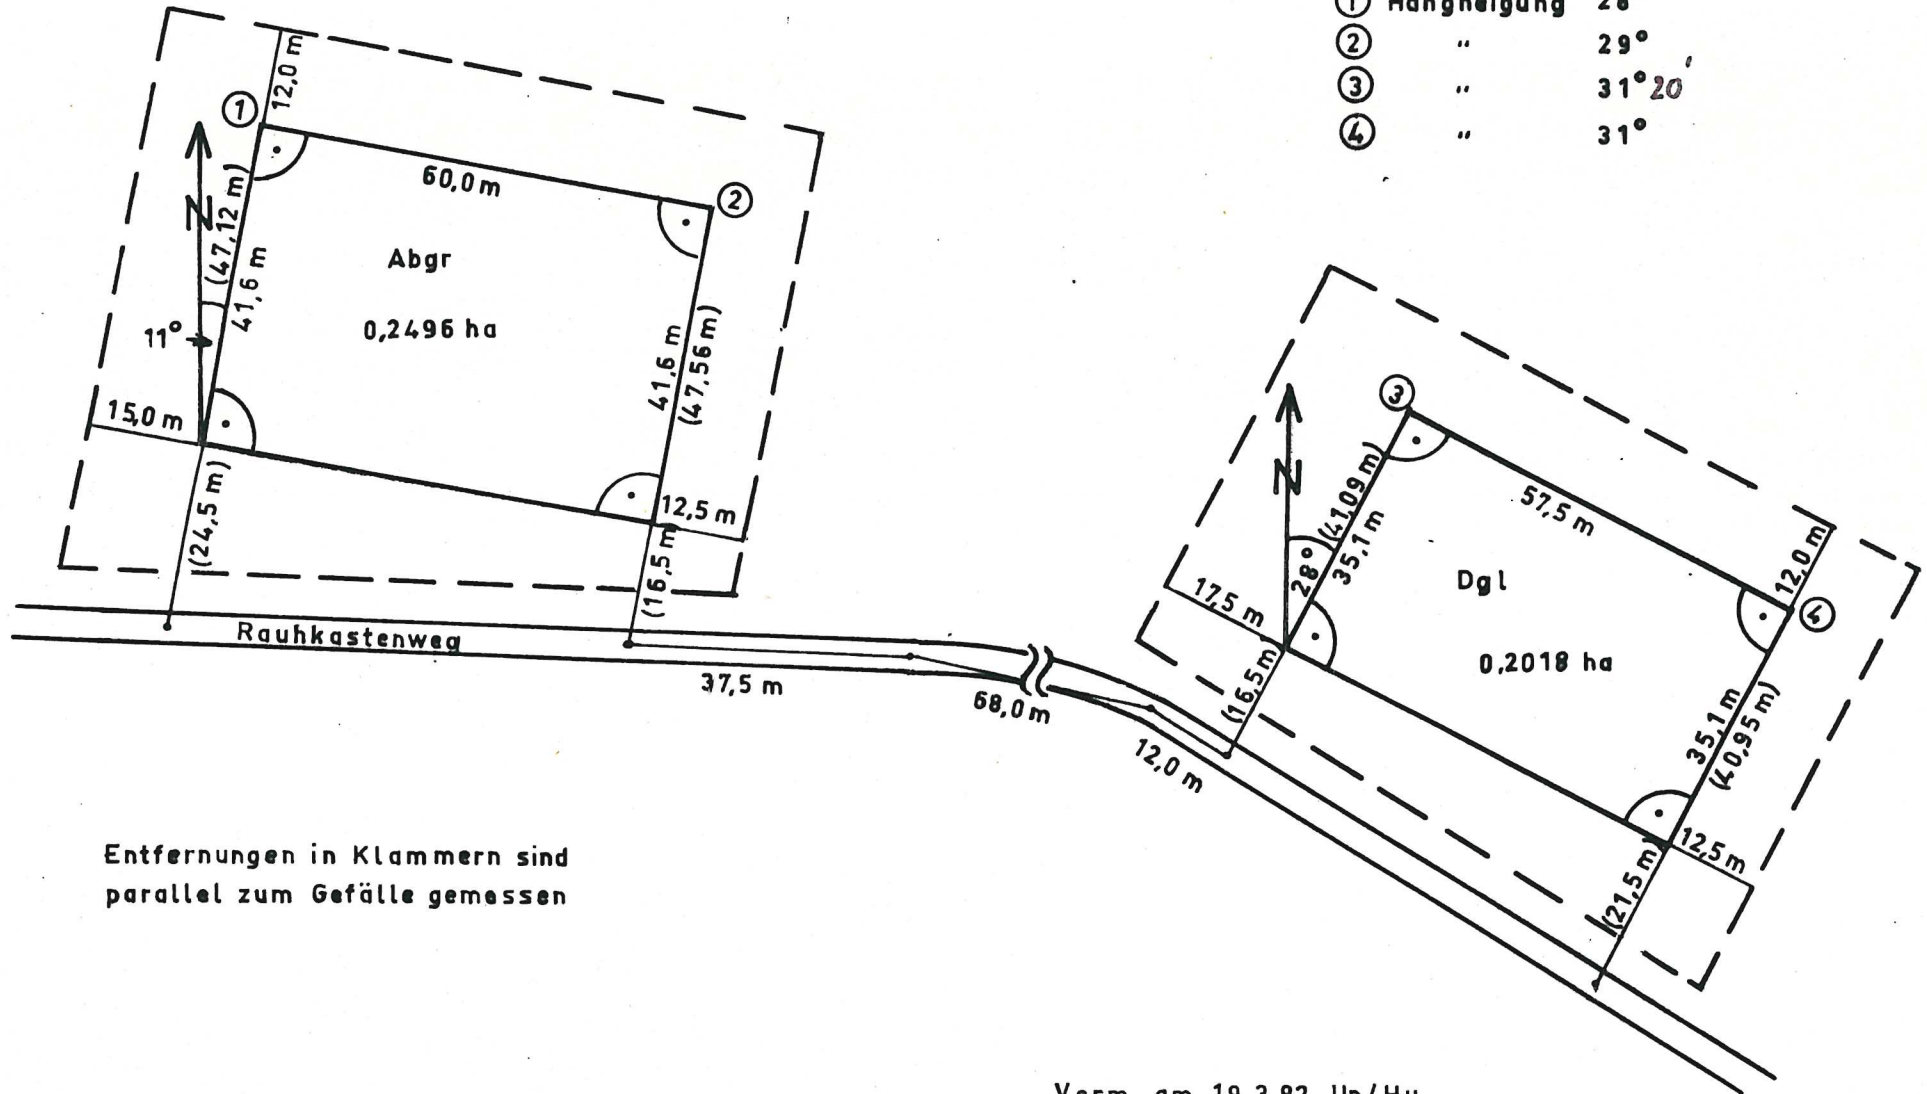 ① Hangneigung 28
② " 29°
③ " 31° 20'
④ " 31°
12,0 m
①
60,0 m
②
N
(47,12 m)
41,6 m
11°
Abgr
0,2496 ha
41,6 m
(47,56 m)
15,0 m
12,5 m
(24,5 m)
(16,5 m)
Rauhkastenweg
37,5 m
68,0 m
12,0 m
③
57,5 m
④
12,0 m
N
(41,09 m)
35,1 m
28°
Dgl
0,2018 ha
35,1 m
(40,95 m)
17,5 m
(16,5 m)
12,5 m
(21,5 m)
Entfernungen in Klammern sind
parallel zum Gefälle gemessen
Verm. am